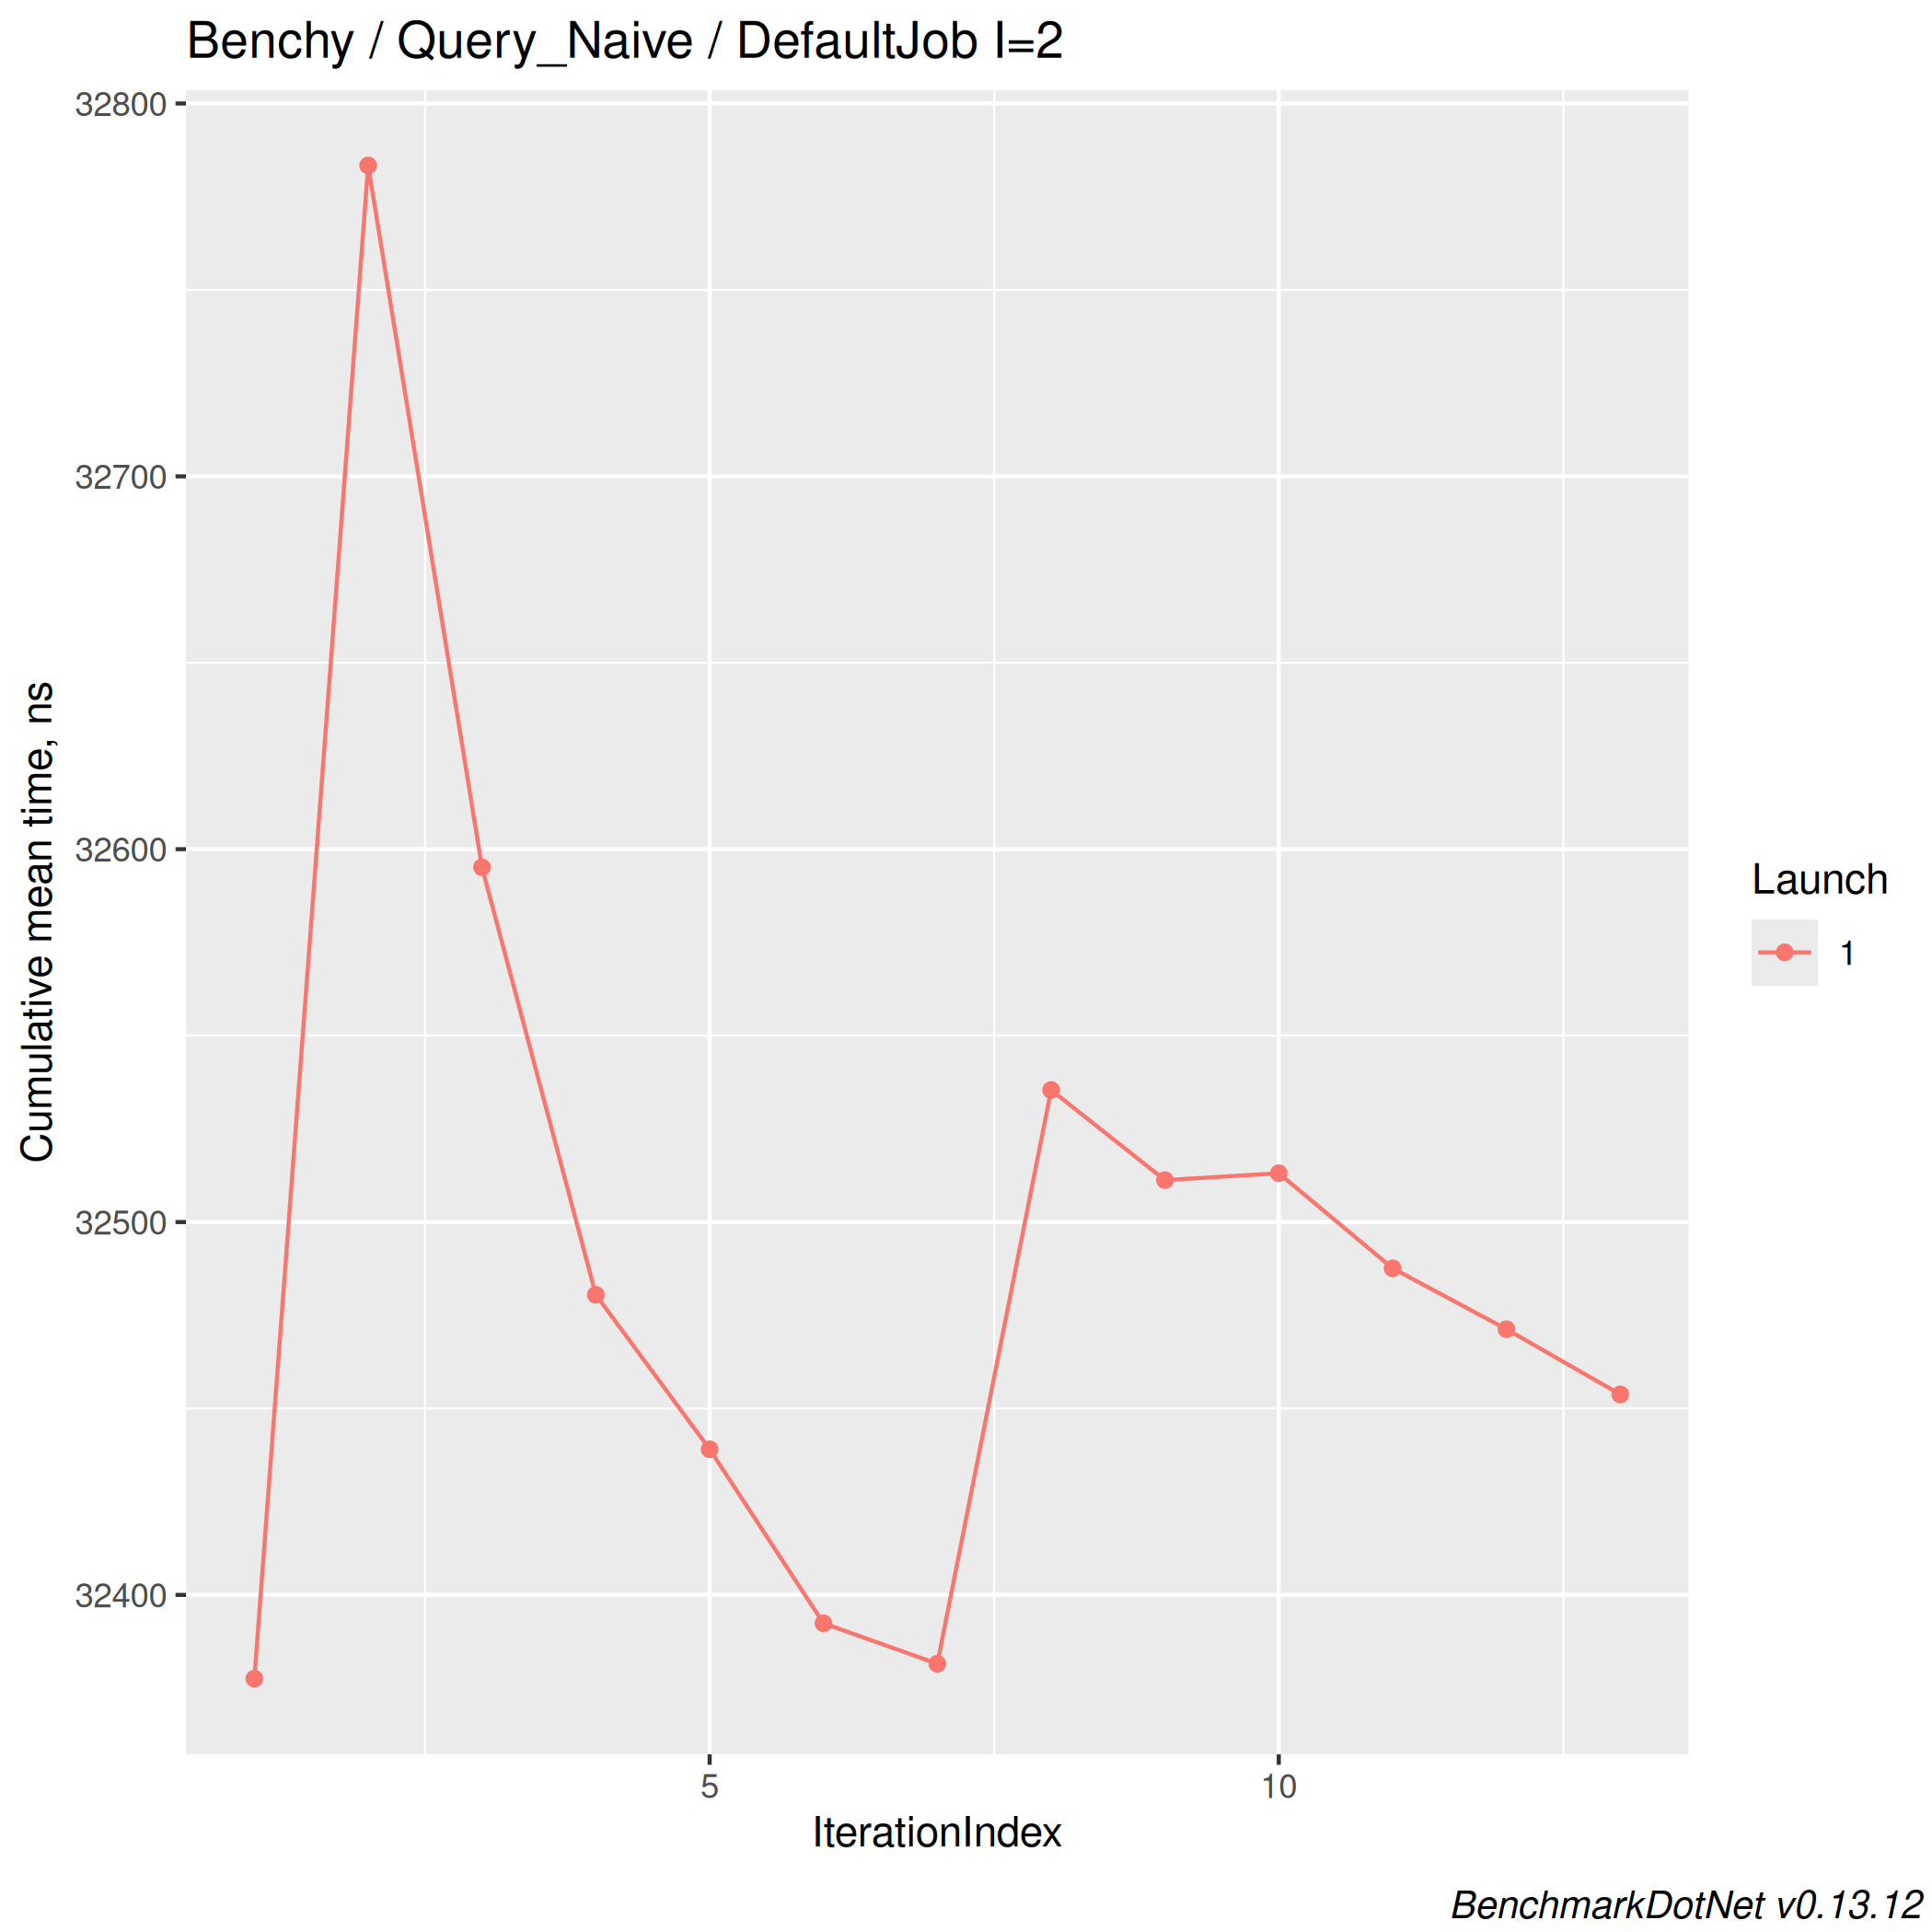 Benchy / Query_Naive / DefaultJob I=2
32800
32700
32600
32500
32400
Cumulative mean time, ns
5
10
IterationIndex
Launch
1
BenchmarkDotNet v0.13.12